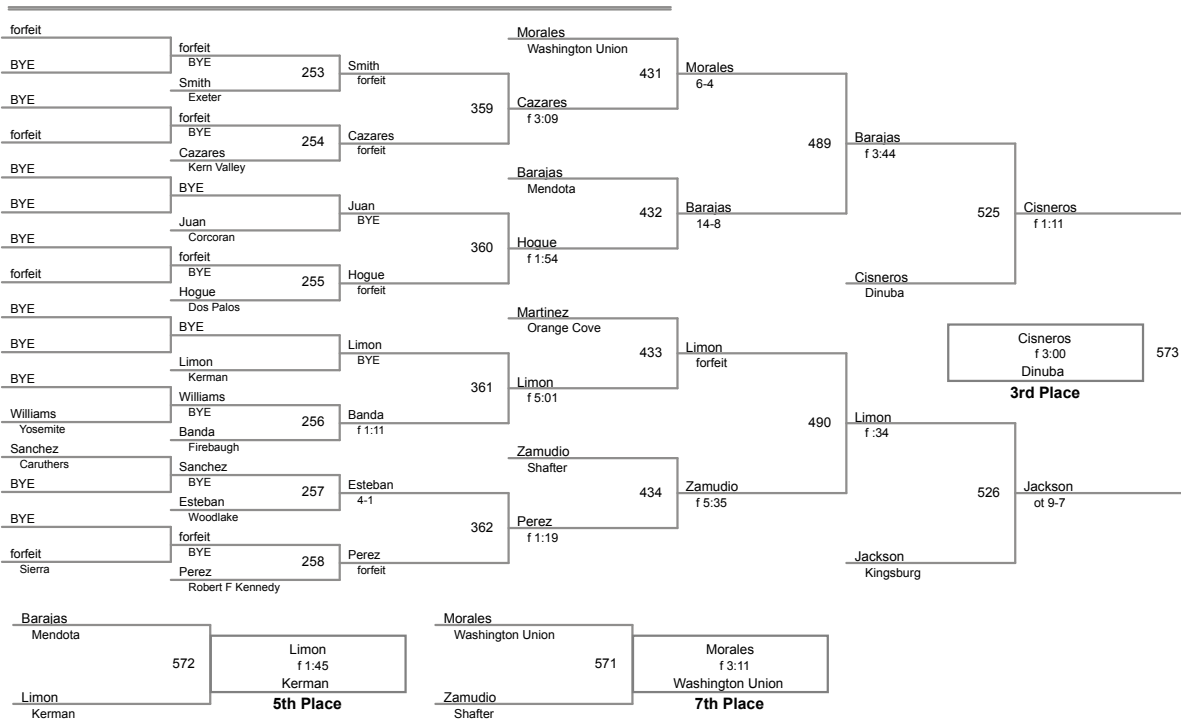 forfeit
BYE
BYE
forfeit
BYE
BYE
BYE
forfeit
BYE
BYE
BYE
Williams
Yosemite
Sanchez
Caruthers
BYE
BYE
forfeit
Sierra
forfeit
BYE
253
Smith
Exeter
forfeit
BYE
254
Cazares
Kern Valley
BYE
Juan
Corcoran
forfeit
BYE
255
Hogue
Dos Palos
BYE
Limon
Kerman
Williams
BYE
256
Banda
Firebaugh
Sanchez
BYE
257
Esteban
Woodlake
forfeit
BYE
258
Perez
Robert F Kennedy
Smith
forfeit
359
Cazares
forfeit
Juan
BYE
360
Hogue
forfeit
Limon
BYE
361
Banda
f 1:11
Esteban
4-1
362
Perez
forfeit
Morales
Washington Union
431
Cazares
f 3:09
Barajas
Mendota
432
Hogue
f 1:54
Martinez
Orange Cove
433
Limon
f 5:01
Zamudio
Shafter
434
Perez
f 1:19
Morales
6-4
489
Barajas
14-8
Limon
forfeit
490
Zamudio
f 5:35
Barajas
f 3:44
525
Cisneros
Dinuba
Limon
f :34
526
Jackson
Kingsburg
Cisneros
f 1:11
Jackson
ot 9-7
Cisneros
f 3:00
Dinuba
573
3rd Place
Barajas
Mendota
572
Limon
Kerman
Limon
f 1:45
Kerman
5th Place
Morales
Washington Union
571
Zamudio
Shafter
Morales
f 3:11
Washington Union
7th Place